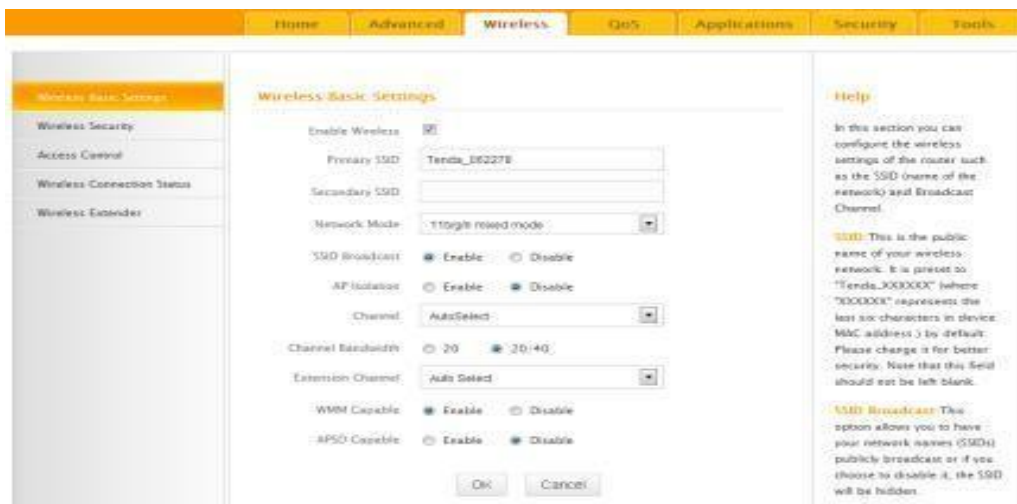 Home Advanced Wireless QoS Applications Security Tools
Wireless Basic Settings
Wireless Security
Access Control
Wireless Connection Status
Wireless Extender
Wireless Basic Settings
Enable Wireless
Primary SSID Tenda_062278
Secondary SSID
Network Mode 11b/g/n mixed mode
SSID Broadcast Enable Disable
AP Isolation Enable Disable
Channel AutoSelect
Channel Bandwidth 20 20/40
Extension Channel Auto Select
WMM Capable Enable Disable
APSD Capable Enable Disable
OK Cancel
Help
In this section you can
configure the wireless
settings of the router such
as the SSID (name of the
network) and Broadcast
Channel.
SSID: This is the public
name of your wireless
network. It is preset to
"Tenda_XXXXXX" (where
"XXXXXX" represents the
last six characters in device
MAC address.) by default.
Please change it for better
security. Note that this field
should not be left blank.
SSID Broadcast: This
option allows you to have
your network names (SSIDs)
publicly broadcast or if you
choose to disable it, the SSID
will be hidden.